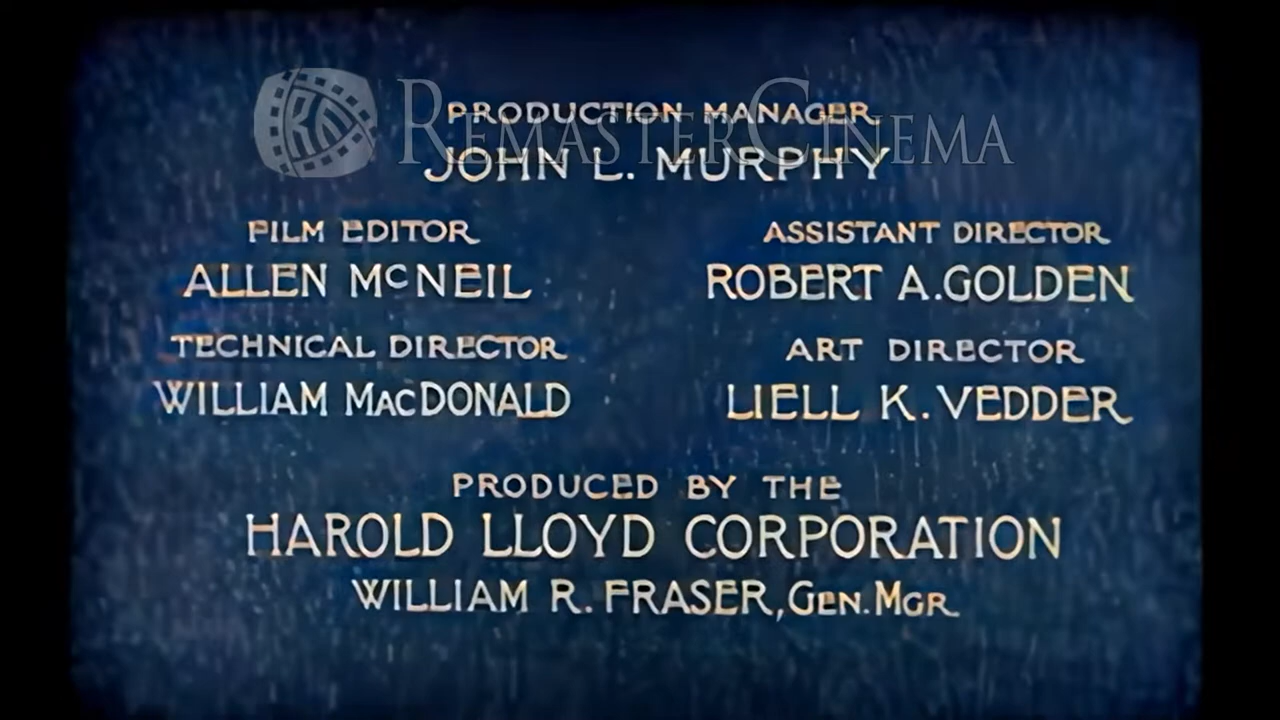 REMASTERCINEMA
PRODUCTION MANAGER
JOHN L. MURPHY
FILM EDITOR
ALLEN McNEIL
ASSISTANT DIRECTOR
ROBERT A. GOLDEN
TECHNICAL DIRECTOR
WILLIAM MacDONALD
ART DIRECTOR
LIELL K. VEDDER
PRODUCED BY THE
HAROLD LLOYD CORPORATION
WILLIAM R. FRASER, GEN. MGR.